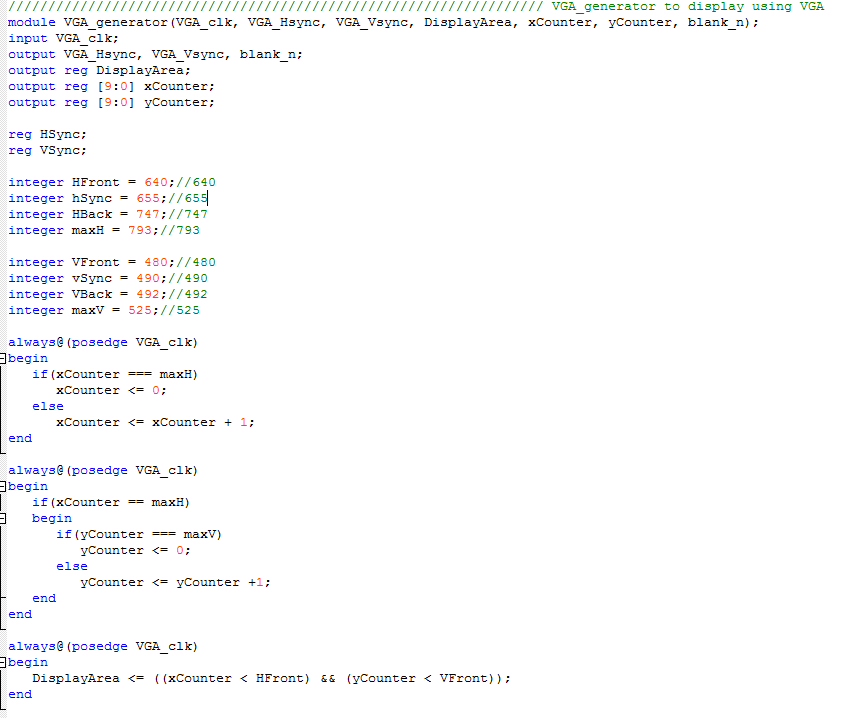 //////////////////////////////////////////////////////////////////// VGA_generator to display using VGA
module VGA_generator(VGA_clk, VGA_Hsync, VGA_Vsync, DisplayArea, xCounter, yCounter, blank_n);
input VGA_clk;
output VGA_Hsync, VGA_Vsync, blank_n;
output reg DisplayArea;
output reg [9:0] xCounter;
output reg [9:0] yCounter;

reg HSync;
reg VSync;

integer HFront = 640;//640
integer hSync = 655;//655
integer HBack = 747;//747
integer maxH = 793;//793

integer VFront = 480;//480
integer vSync = 490;//490
integer VBack = 492;//492
integer maxV = 525;//525

always@(posedge VGA_clk)
begin
   if(xCounter === maxH)
      xCounter <= 0;
   else
      xCounter <= xCounter + 1;
end

always@(posedge VGA_clk)
begin
   if(xCounter == maxH)
   begin
      if(yCounter === maxV)
         yCounter <= 0;
      else
         yCounter <= yCounter +1;
   end
end

always@(posedge VGA_clk)
begin
   DisplayArea <= ((xCounter < HFront) && (yCounter < VFront));
end